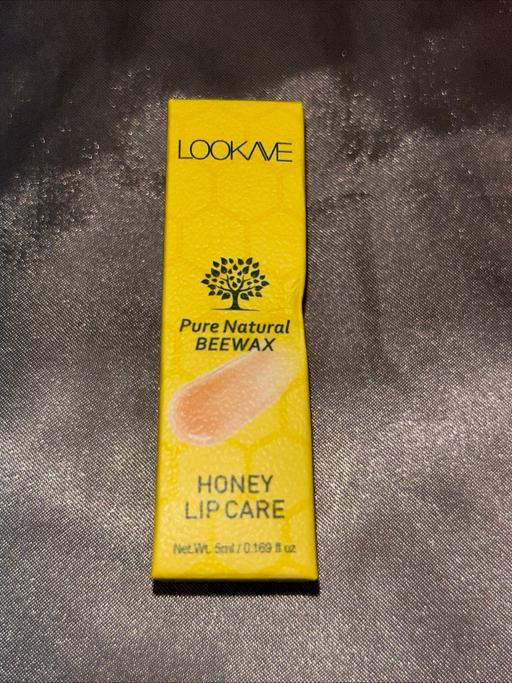 LOOKAVE
Pure Natural
BEEWAX
HONEY
LIP CARE
Net.Wt. 5ml / 0.169 fl oz